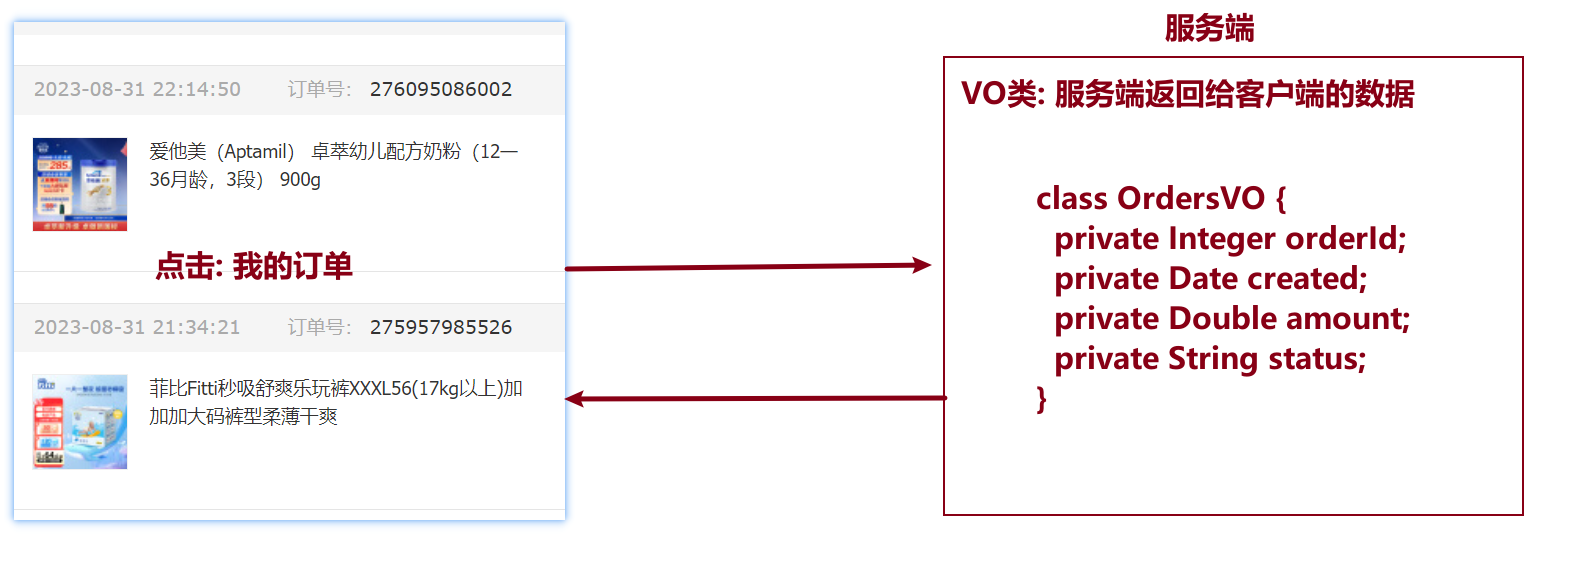 服务端
2023-08-31 22:14:50 订单号： 276095086002
爱他美（Aptamil） 卓萃幼儿配方奶粉（12—
36月龄，3段） 900g
285
点击: 我的订单
2023-08-31 21:34:21 订单号： 275957985526
菲比Fitti秒吸舒爽乐玩裤XXXL56(17kg以上)加
加加大码裤型柔薄干爽
VO类: 服务端返回给客户端的数据
class OrdersVO {
private Integer orderId;
private Date created;
private Double amount;
private String status;
}